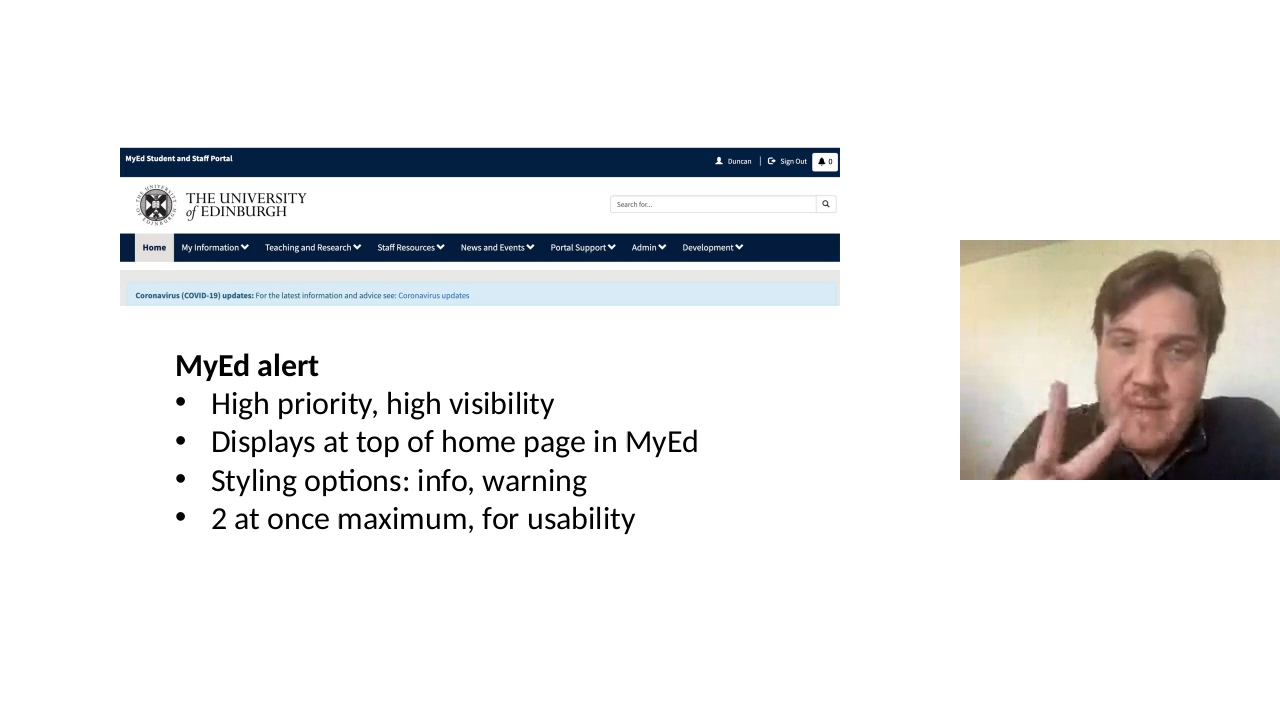 MyEd Student and Staff Portal
Duncan | Sign Out 0
THE UNIVERSITY
of EDINBURGH
Search for...
Home My Information Teaching and Research Staff Resources News and Events Portal Support Admin Development
Coronavirus (COVID-19) updates: For the latest information and advice see: Coronavirus updates
MyEd alert
• High priority, high visibility
• Displays at top of home page in MyEd
• Styling options: info, warning
• 2 at once maximum, for usability